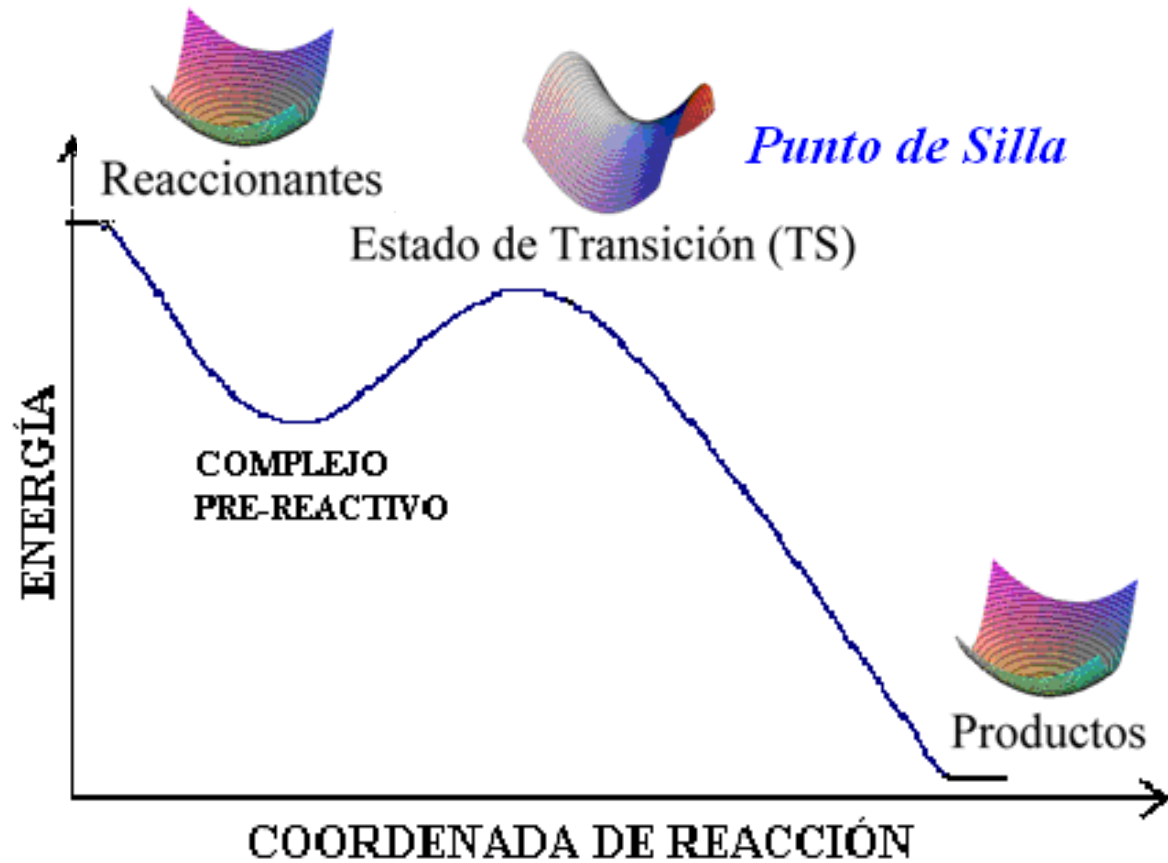 Reaccionantes
Punto de Silla
Estado de Transición (TS)
ENERGÍA
COMPLEJO
PRE-REACTIVO
Productos
COORDENADA DE REACCIÓN